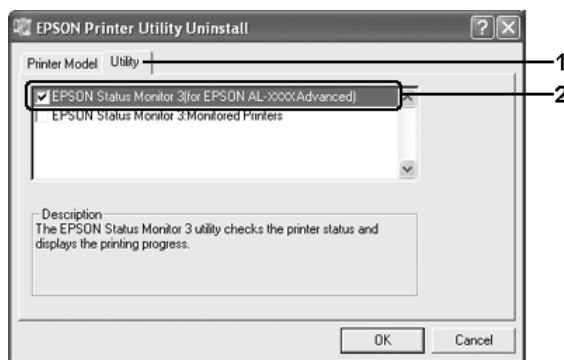 EPSON Printer Utility Uninstall
Printer Model Utility
1
EPSON Status Monitor 3(for EPSON AL-XXXX Advanced)
2
EPSON Status Monitor 3:Monitored Printers
Description
The EPSON Status Monitor 3 utility checks the printer status and
displays the printing progress.
OK Cancel